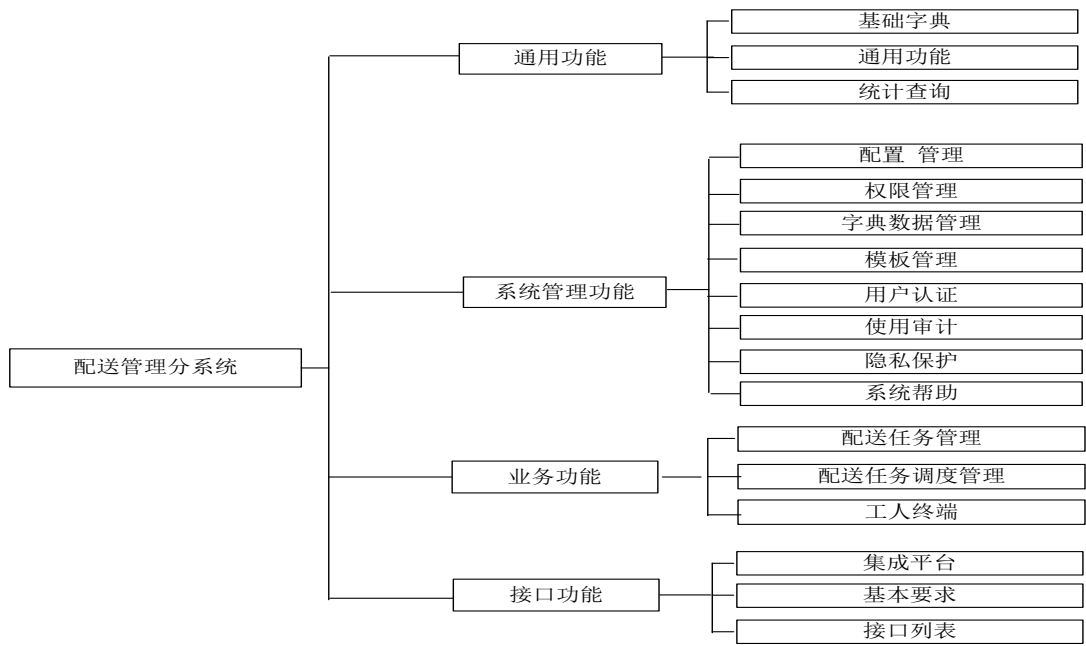 配送管理分系统
通用功能
基础字典
通用功能
统计查询
系统管理功能
配置 管理
权限管理
字典数据管理
模板管理
用户认证
使用审计
隐私保护
系统帮助
业务功能
配送任务管理
配送任务调度管理
工人终端
接口功能
集成平台
基本要求
接口列表